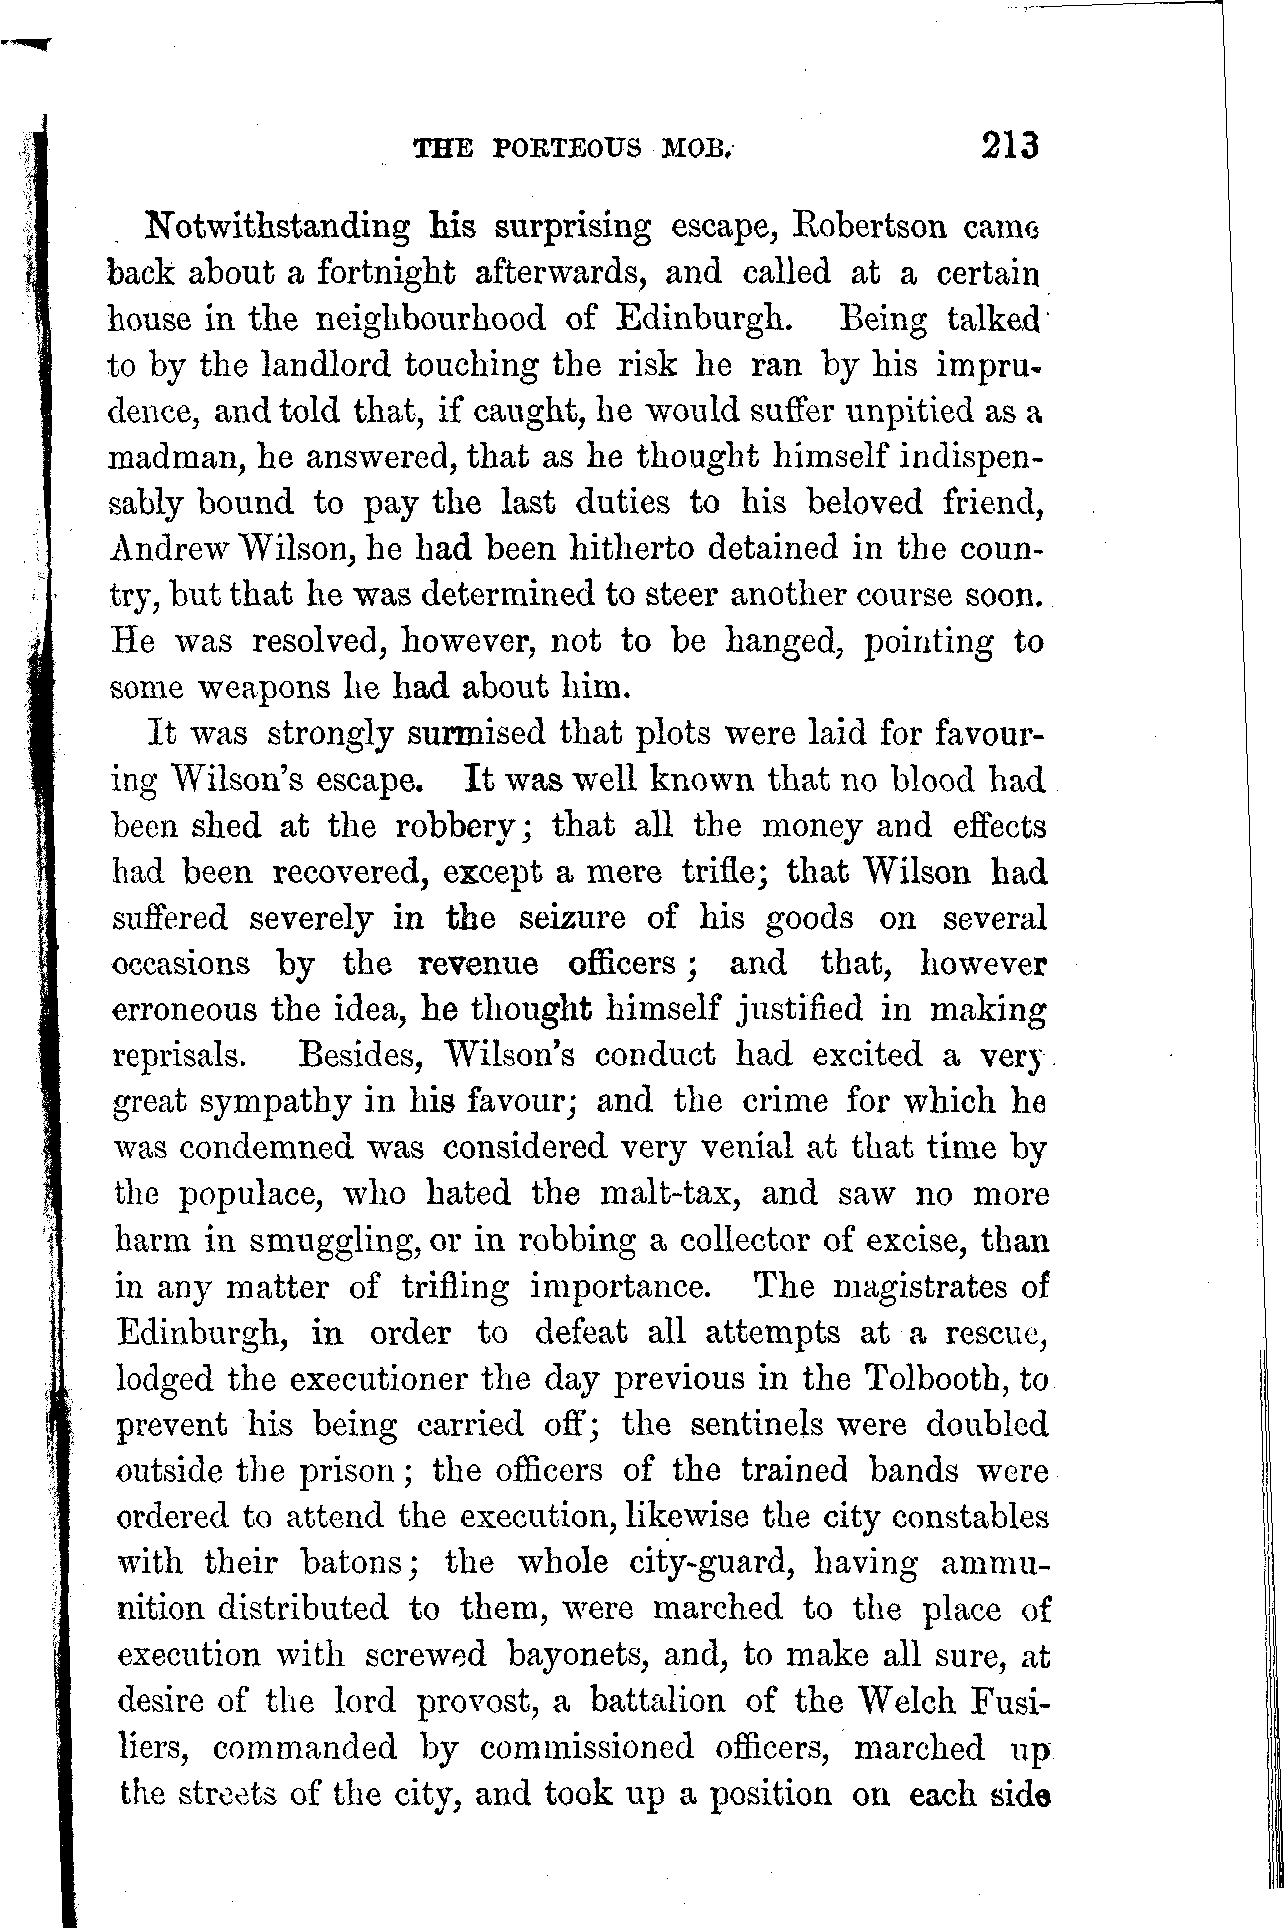 THE PORTEOUS MOB. 213
Notwithstanding his surprising escape, Robertson came
back about a fortnight afterwards, and called at a certain
house in the neighbourhood of Edinburgh. Being talked
to by the landlord touching the risk he ran by his impru-
dence, and told that, if caught, he would suffer unpitied as a
madman, he answered, that as he thought himself indispen-
sably bound to pay the last duties to his beloved friend,
Andrew Wilson, he had been hitherto detained in the coun-
try, but that he was determined to steer another course soon.
He was resolved, however, not to be hanged, pointing to
some weapons he had about him.
It was strongly surmised that plots were laid for favour-
ing Wilson's escape. It was well known that no blood had
been shed at the robbery; that all the money and effects
had been recovered, except a mere trifle; that Wilson had
suffered severely in the seizure of his goods on several
occasions by the revenue officers; and that, however
erroneous the idea, he thought himself justified in making
reprisals. Besides, Wilson's conduct had excited a very
great sympathy in his favour; and the crime for which he
was condemned was considered very venial at that time by
the populace, who hated the malt-tax, and saw no more
harm in smuggling, or in robbing a collector of excise, than
in any matter of trifling importance. The magistrates of
Edinburgh, in order to defeat all attempts at a rescue,
lodged the executioner the day previous in the Tolbooth, to
prevent his being carried off; the sentinels were doubled
outside the prison; the officers of the trained bands were
ordered to attend the execution, likewise the city constables
with their batons; the whole city-guard, having ammu-
nition distributed to them, were marched to the place of
execution with screwed bayonets, and, to make all sure, at
desire of the lord provost, a battalion of the Welch Fusi-
liers, commanded by commissioned officers, marched up
the streets of the city, and took up a position on each side